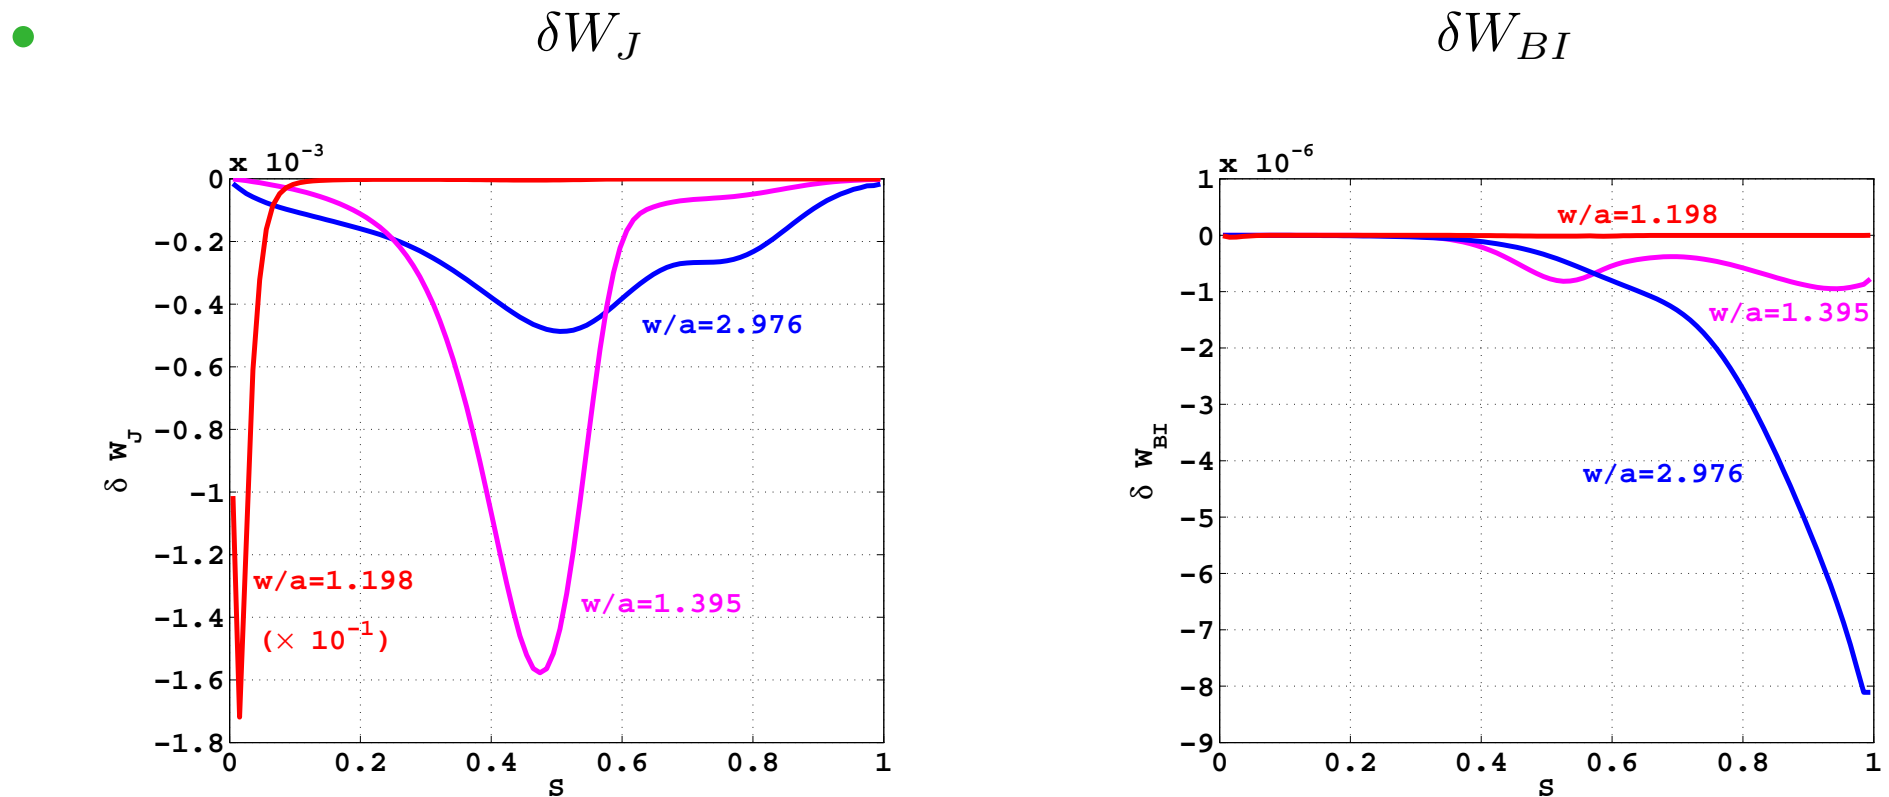 • δW_J δW_BI
x 10^-3
0
-0.2
-0.4
-0.6
-0.8
-1
-1.2
-1.4
-1.6
-1.8
0 0.2 0.4 0.6 0.8 1
s
δ W_J
w/a=2.976
w/a=1.198
(× 10^-1)
w/a=1.395
x 10^-6
1
0
-1
-2
-3
-4
-5
-6
-7
-8
-9
0 0.2 0.4 0.6 0.8 1
s
δ W_BI
w/a=1.198
w/a=1.395
w/a=2.976